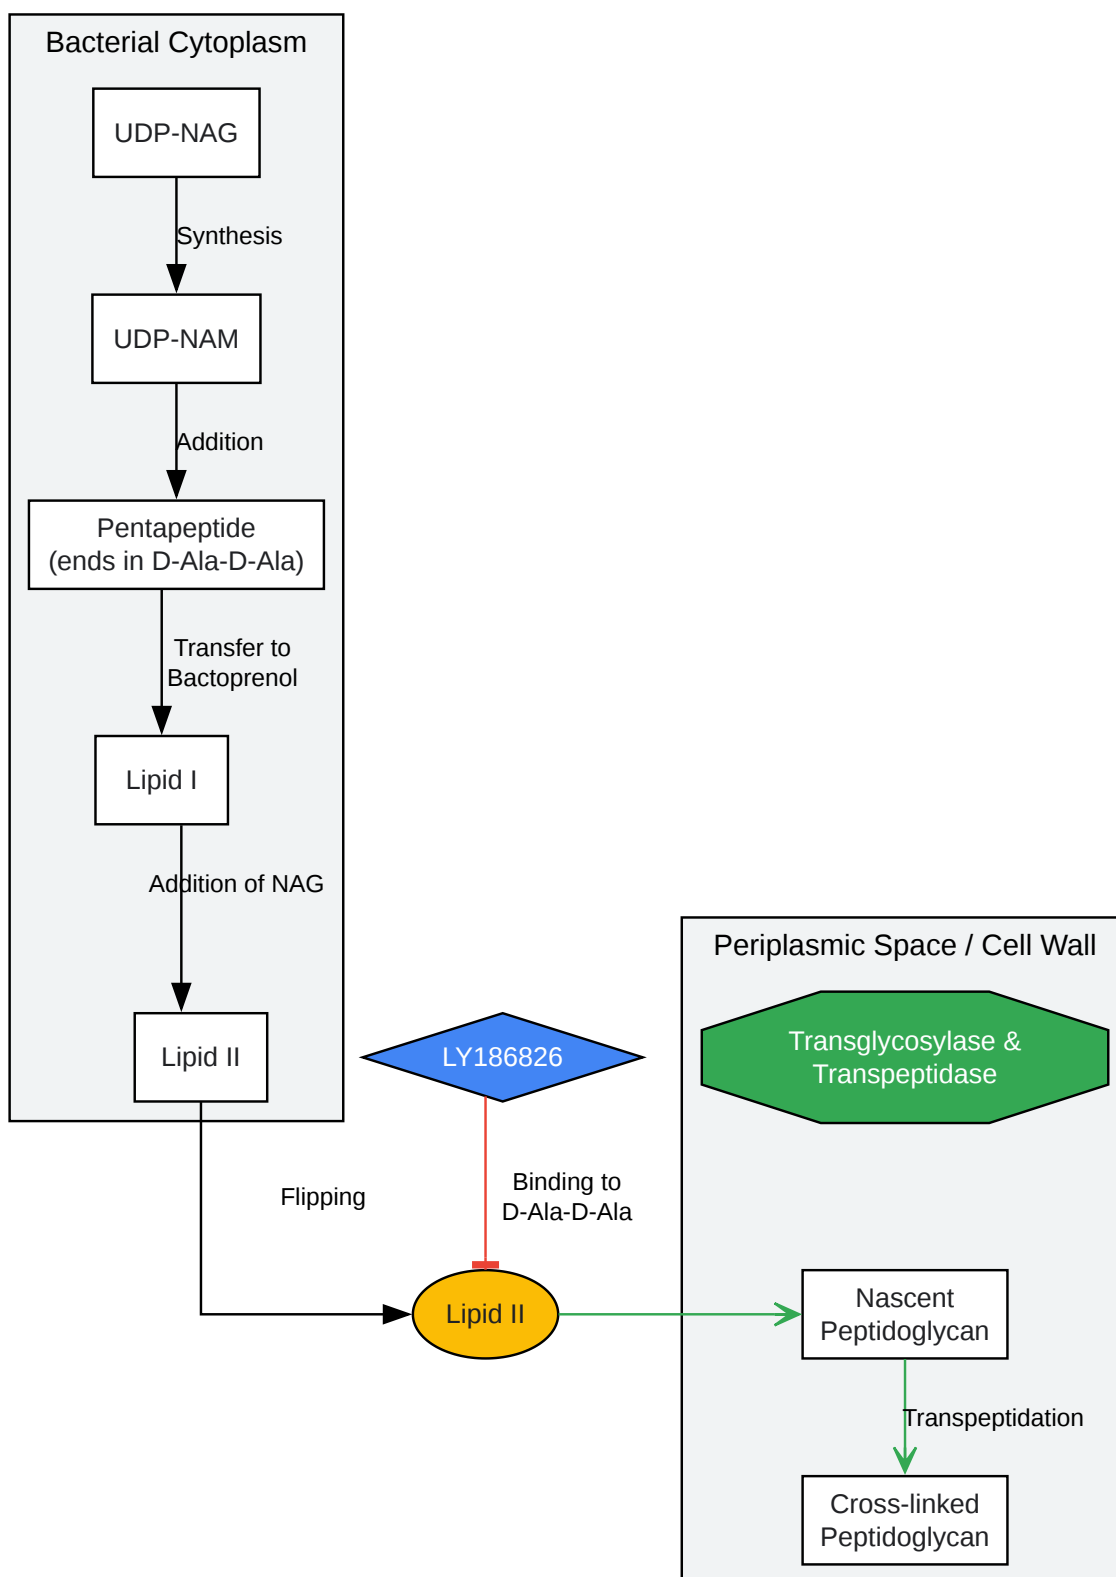 Bacterial Cytoplasm
UDP-NAG
Synthesis
UDP-NAM
Addition
Pentapeptide
(ends in D-Ala-D-Ala)
Transfer to
Bactoprenol
Lipid I
Addition of NAG
Lipid II
LY186826
Flipping
Binding to
D-Ala-D-Ala
Lipid II
Periplasmic Space / Cell Wall
Transglycosylase &
Transpeptidase
Nascent
Peptidoglycan
Transpeptidation
Cross-linked
Peptidoglycan